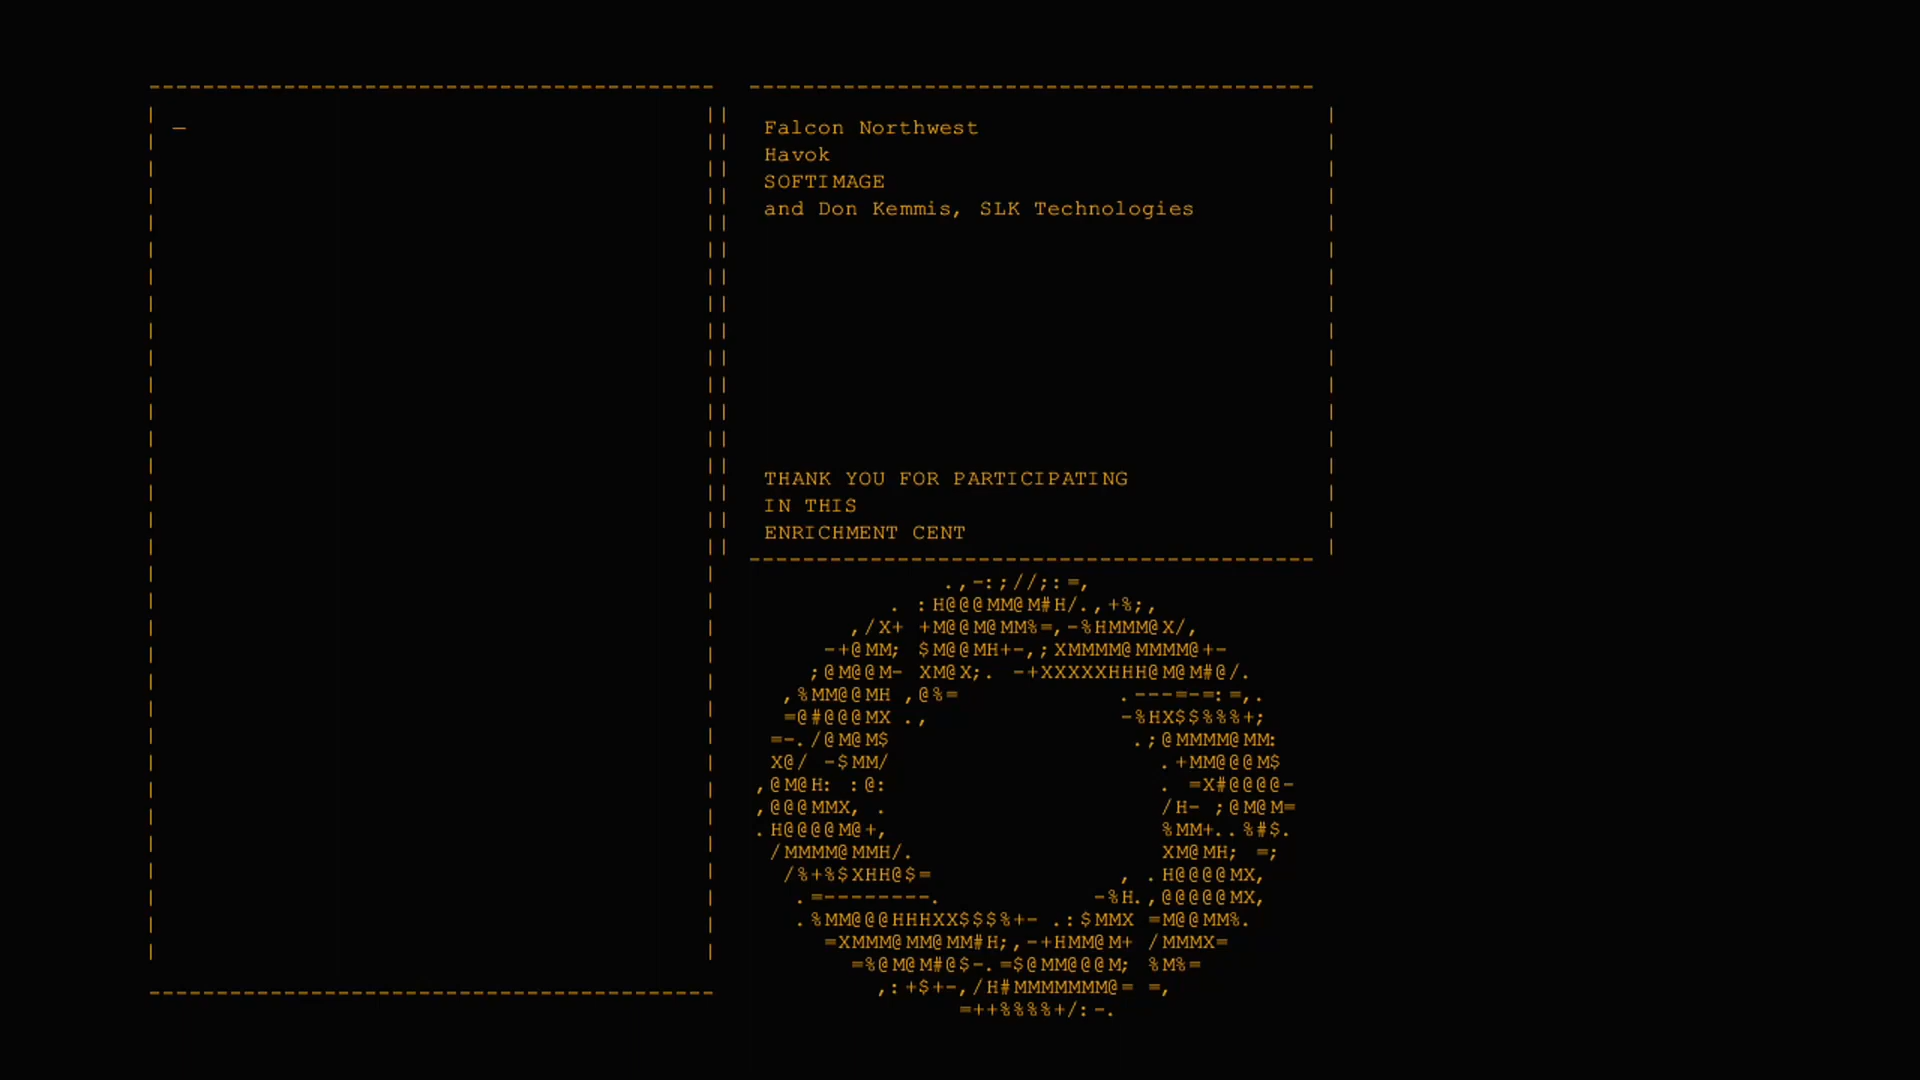 _
Falcon Northwest
Havok
SOFTIMAGE
and Don Kemmis, SLK Technologies
THANK YOU FOR PARTICIPATING
IN THIS
ENRICHMENT CENT